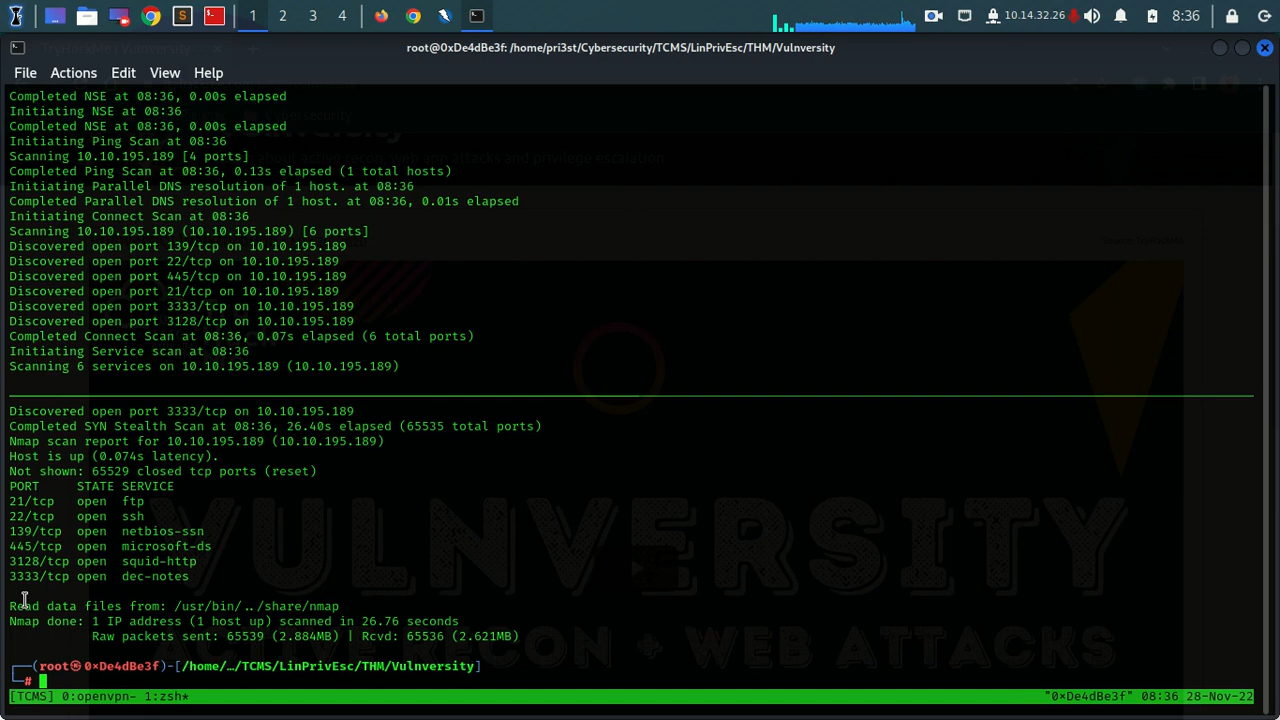 1 2 3 4 10.14.32.26 8:36
root@0xDe4dBe3f: /home/pri3st/Cybersecurity/TCMS/LinPrivEsc/THM/Vulnversity
File Actions Edit View Help
Completed NSE at 08:36, 0.00s elapsed
Initiating NSE at 08:36
Completed NSE at 08:36, 0.00s elapsed
Initiating Ping Scan at 08:36
Scanning 10.10.195.189 [4 ports]
Completed Ping Scan at 08:36, 0.13s elapsed (1 total hosts)
Initiating Parallel DNS resolution of 1 host. at 08:36
Completed Parallel DNS resolution of 1 host. at 08:36, 0.01s elapsed
Initiating Connect Scan at 08:36
Scanning 10.10.195.189 (10.10.195.189) [6 ports]
Discovered open port 139/tcp on 10.10.195.189
Discovered open port 22/tcp on 10.10.195.189
Discovered open port 445/tcp on 10.10.195.189
Discovered open port 21/tcp on 10.10.195.189
Discovered open port 3333/tcp on 10.10.195.189
Discovered open port 3128/tcp on 10.10.195.189
Completed Connect Scan at 08:36, 0.07s elapsed (6 total ports)
Initiating Service scan at 08:36
Scanning 6 services on 10.10.195.189 (10.10.195.189)
Discovered open port 3333/tcp on 10.10.195.189
Completed SYN Stealth Scan at 08:36, 26.40s elapsed (65535 total ports)
Nmap scan report for 10.10.195.189 (10.10.195.189)
Host is up (0.074s latency).
Not shown: 65529 closed tcp ports (reset)
PORT STATE SERVICE
21/tcp open ftp
22/tcp open ssh
139/tcp open netbios-ssn
445/tcp open microsoft-ds
3128/tcp open squid-http
3333/tcp open dec-notes
Read data files from: /usr/bin/../share/nmap
Nmap done: 1 IP address (1 host up) scanned in 26.76 seconds
Raw packets sent: 65539 (2.884MB) | Rcvd: 65536 (2.621MB)
(root㉿0×De4dBe3f)-[/home/…/TCMS/LinPrivEsc/THM/Vulnversity]
#
[TCMS] 0:openvpn- 1:zsh* "0×De4dBe3f" 08:36 28-Nov-22
VULNVERSITY
ACTIVE RECON + WEB ATTACKS